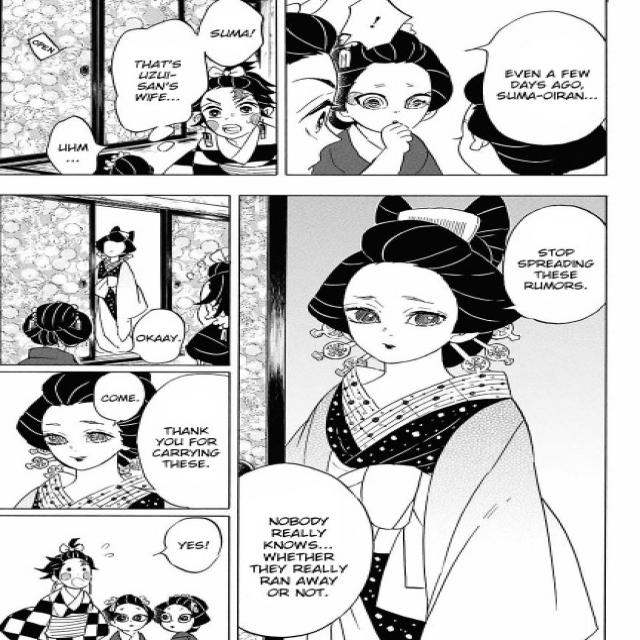 EVEN A FEW
DAYS AGO,
SUMA-OIRAN...
!
SUMA!
THAT'S
UZUI-
SAN'S
WIFE...
OPEN
UHM
...
STOP
SPREADING
THESE
RUMORS.
NOBODY
REALLY
KNOWS...
WHETHER
THEY REALLY
RAN AWAY
OR NOT.
OKAAY.
COME.
THANK
YOU FOR
CARRYING
THESE.
YES!